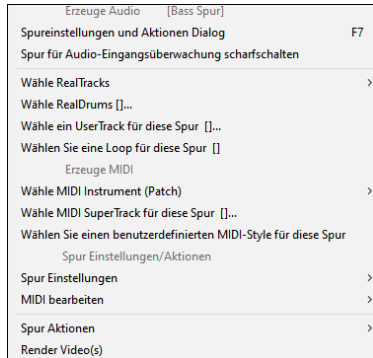 Erzeuge Audio [Bass Spur]
Spureinstellungen und Aktionen Dialog F7
Spur für Audio-Eingangsüberwachung scharfschalten
Wähle RealTracks
Wähle RealDrums []...
Wähle ein UserTrack für diese Spur []...
Wählen Sie eine Loop für diese Spur []
Erzeuge MIDI
Wähle MIDI Instrument (Patch)
Wähle MIDI SuperTrack für diese Spur []...
Wählen Sie einen benutzerdefinierten MIDI-Style für diese Spur
Spur Einstellungen/Aktionen
Spur Einstellungen
MIDI bearbeiten
Spur Aktionen
Render Video(s)